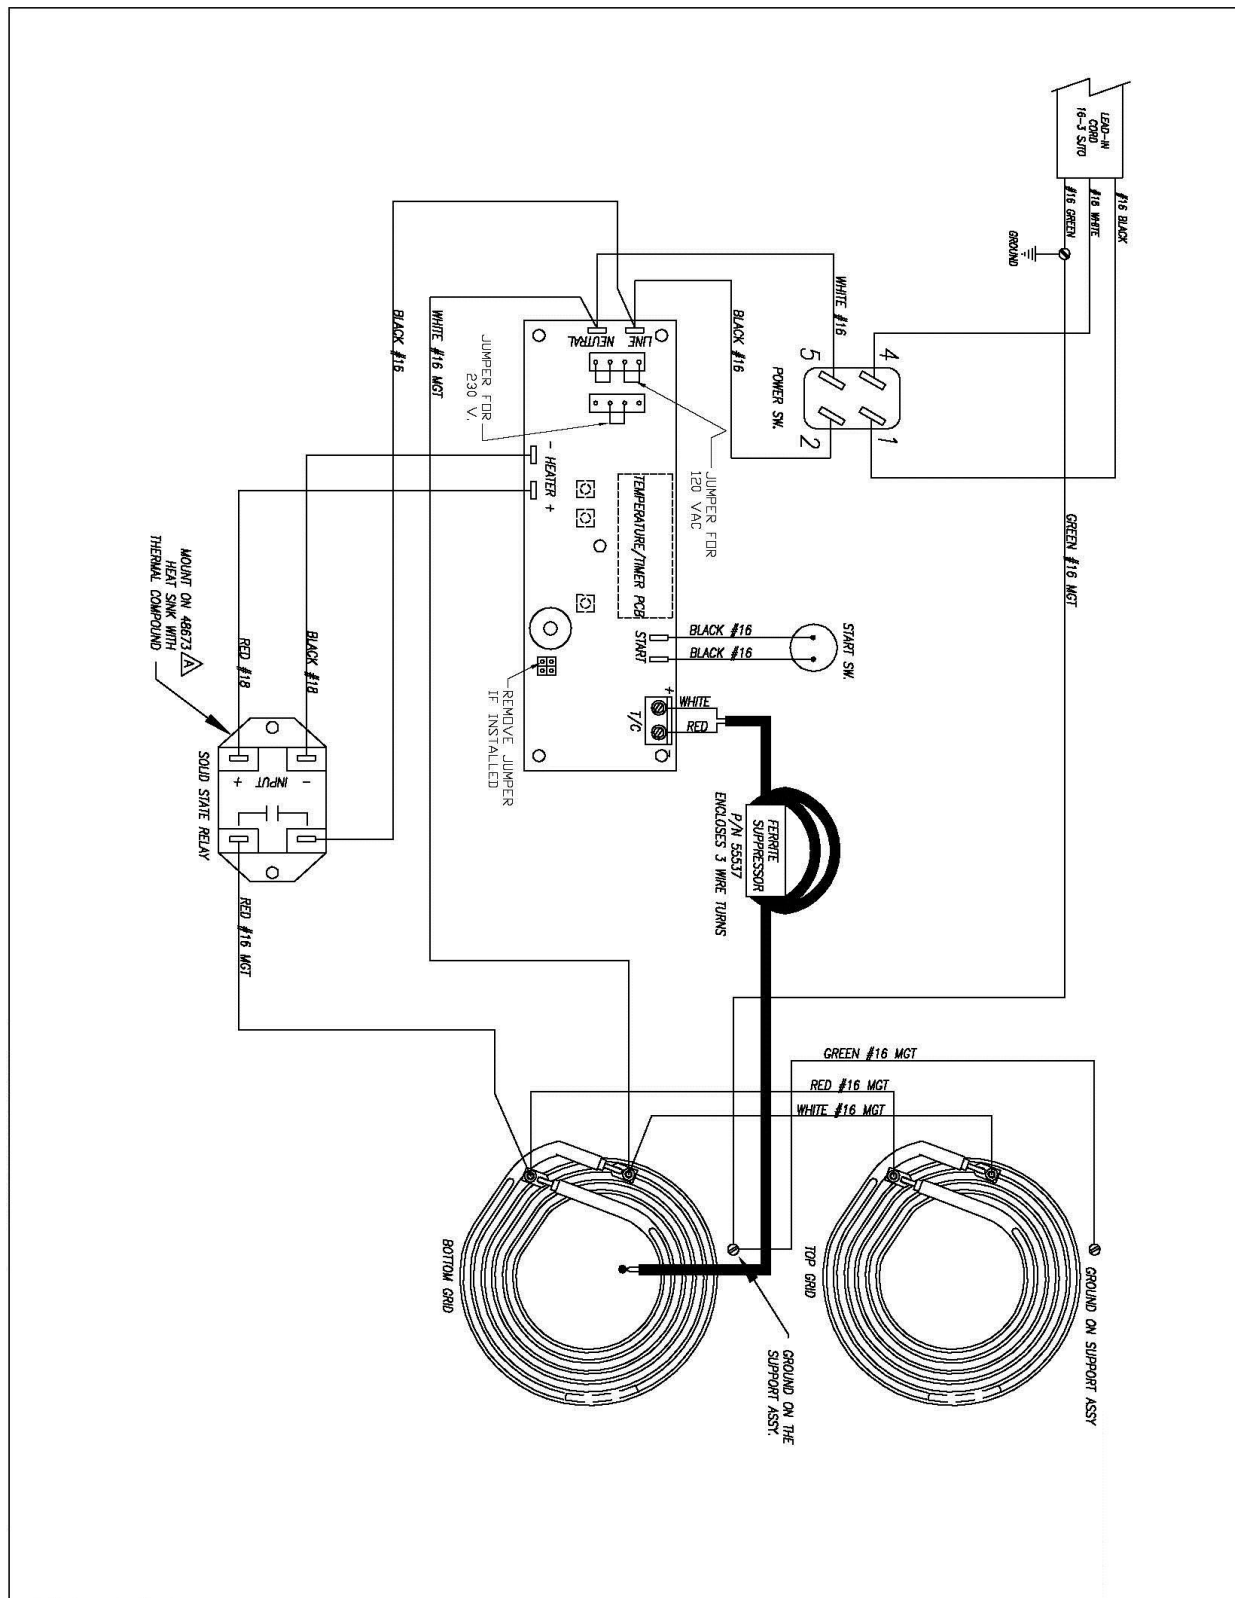 LEAD-IN
CORD
16-3 SJTO
#16 BLACK
#16 WHITE
#16 GREEN
GROUND
WHITE #16
4
5
1
2
POWER SW.
BLACK #16
GREEN #16 MGT
BLACK #16
WHITE #16 MGT
LINE
NEUTRAL
JUMPER FOR
230 V.
JUMPER FOR
120 VAC
- HEATER +
TEMPERATURE/TIMER PCB
START
BLACK #16
BLACK #16
START SW.
REMOVE JUMPER
IF INSTALLED
+
T/C
-
WHITE
RED
MOUNT ON 48673
HEAT SINK WITH
THERMAL COMPOUND
A
RED #18
BLACK #18
+ INPUT -
SOLID STATE RELAY
RED #16 MGT
FERRITE
SUPPRESSOR
P/N 55537
ENCLOSES 3 WIRE TURNS
GREEN #16 MGT
RED #16 MGT
WHITE #16 MGT
BOTTOM GRID
TOP GRID
GROUND ON THE
SUPPORT ASSY.
GROUND ON SUPPORT ASSY